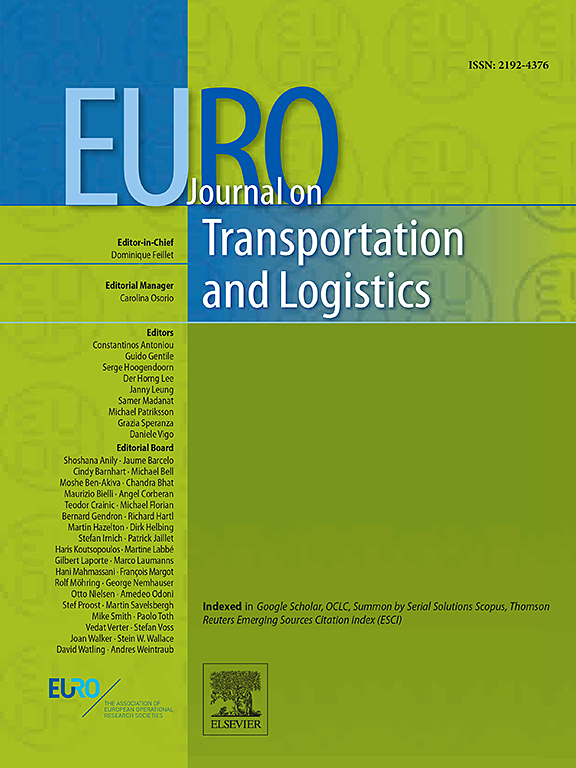 ISSN: 2192-4376
EURO
Journal on
Transportation
and Logistics
Editor-in-Chief
Dominique Feillet
Editorial Manager
Carolina Osorio
Editors
Constantinos Antoniou
Guido Gentile
Serge Hoogendoorn
Der Horng Lee
Janny Leung
Samer Madanat
Michael Patriksson
Grazia Speranza
Daniele Vigo
Editorial Board
Shoshana Anily · Jaume Barcelo
Cindy Barnhart · Michael Bell
Moshe Ben-Akiva · Chandra Bhat
Maurizio Bielli · Angel Corberan
Teodor Crainic · Michael Florian
Bernard Gendron · Richard Hartl
Martin Hazelton · Dirk Helbing
Stefan Irnich · Patrick Jaillet
Haris Koutsopoulos · Martine Labbé
Gilbert Laporte · Marco Laumanns
Hani Mahmassani · François Margot
Rolf Möhring · George Nemhauser
Otto Nielsen · Amedeo Odoni
Stef Proost · Martin Savelsbergh
Mike Smith · Paolo Toth
Vedat Verter · Stefan Voss
Joan Walker · Stein W. Wallace
David Watling · Andres Weintraub
Indexed in Google Scholar, OCLC, Summon by Serial Solutions Scopus, Thomson
Reuters Emerging Sources Citation Index (ESCI)
EURO
THE ASSOCIATION OF
EUROPEAN OPERATIONAL
RESEARCH SOCIETIES
ELSEVIER